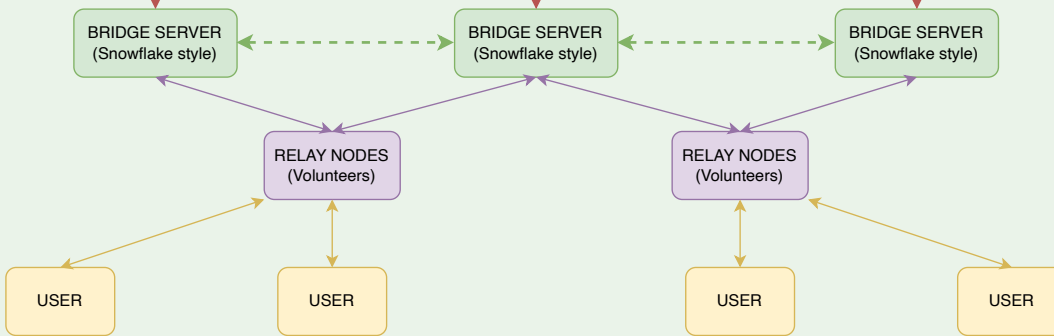 BRIDGE SERVER
(Snowflake style)
BRIDGE SERVER
(Snowflake style)
BRIDGE SERVER
(Snowflake style)
RELAY NODES
(Volunteers)
RELAY NODES
(Volunteers)
USER
USER
USER
USER